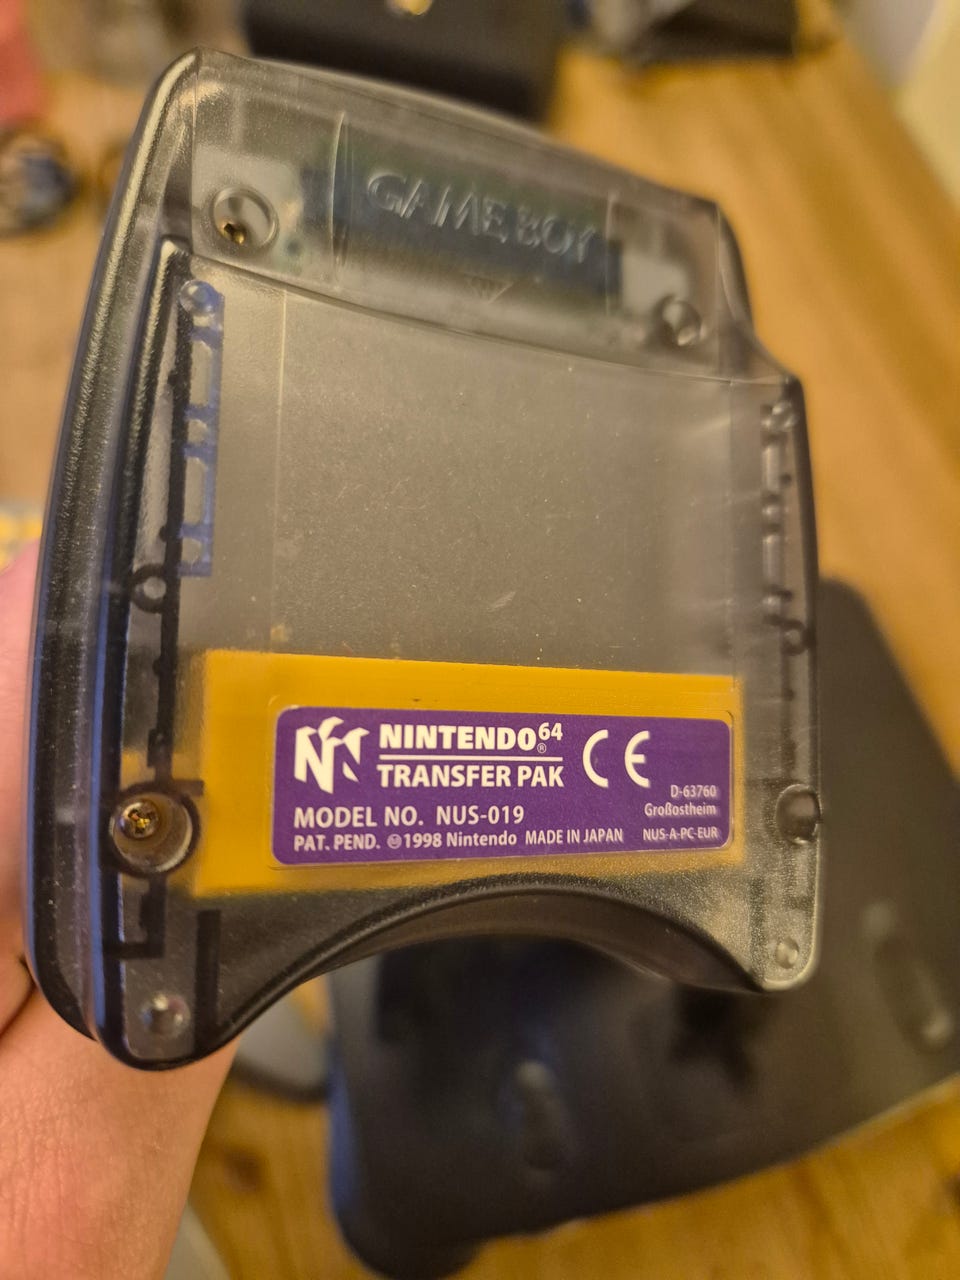 GAME BOY
NINTENDO64®
TRANSFER PAK
CE
D-63760
Großostheim
MODEL NO. NUS-019
NUS-A-PC-EUR
PAT. PEND. ©1998 Nintendo MADE IN JAPAN